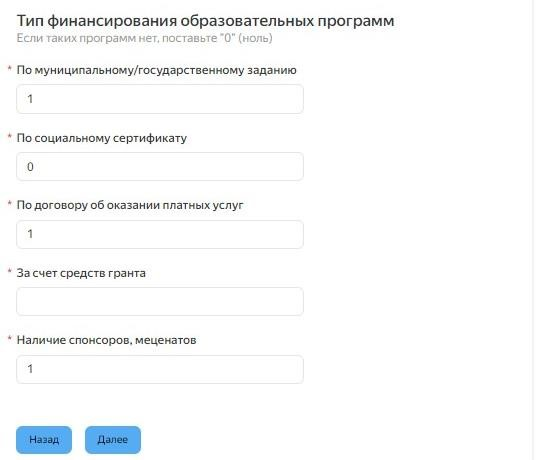 Тип финансирования образовательных программ
Если таких программ нет, поставьте "0" (ноль)
* По муниципальному/государственному заданию
1
* По социальному сертификату
0
* По договору об оказании платных услуг
1
* За счет средств гранта
* Наличие спонсоров, меценатов
1
Назад Далее